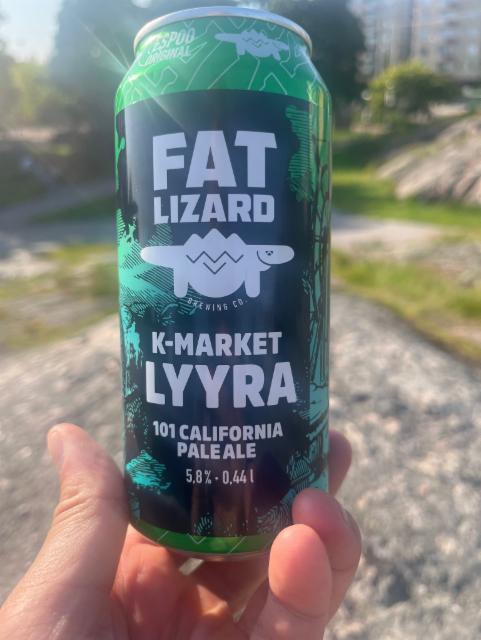 ESPOO
ORIGINAL
FAT
LIZARD
BREWING CO.
K-MARKET
LYYRA
101 CALIFORNIA
PALE ALE
5,8% · 0,44 l